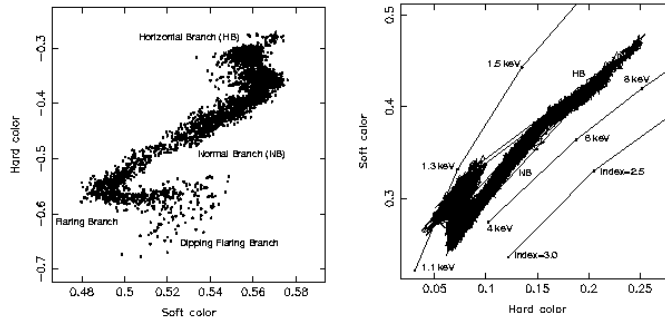 Horizontal Branch (HB)
Normal Branch (NB)
Flaring Branch
Dipping Flaring Branch
Hard color
−0.3
−0.4
−0.5
−0.6
−0.7
0.48
0.5
0.52
0.54
0.56
0.58
Soft color
0.5
0.4
0.3
Soft color
1.5 keV
HB
8 keV
6 keV
1.3 keV
Index=2.5
NB
4 keV
Index=3.0
1.1 keV
0.05
0.1
0.15
0.2
0.25
Hard color